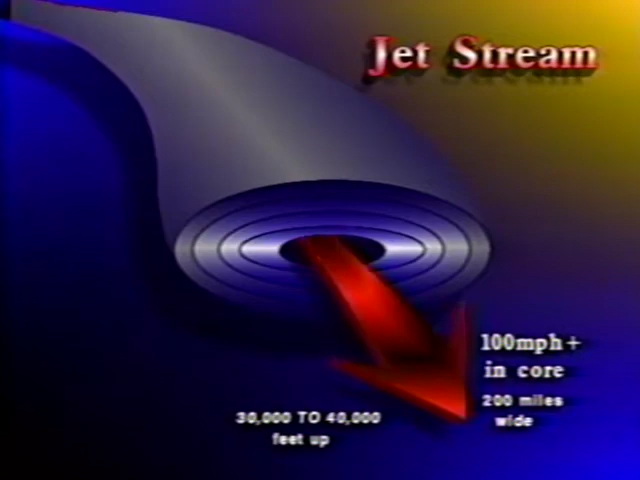 Jet Stream
100mph+
in core
200 miles
wide
30,000 TO 40,000
feet up